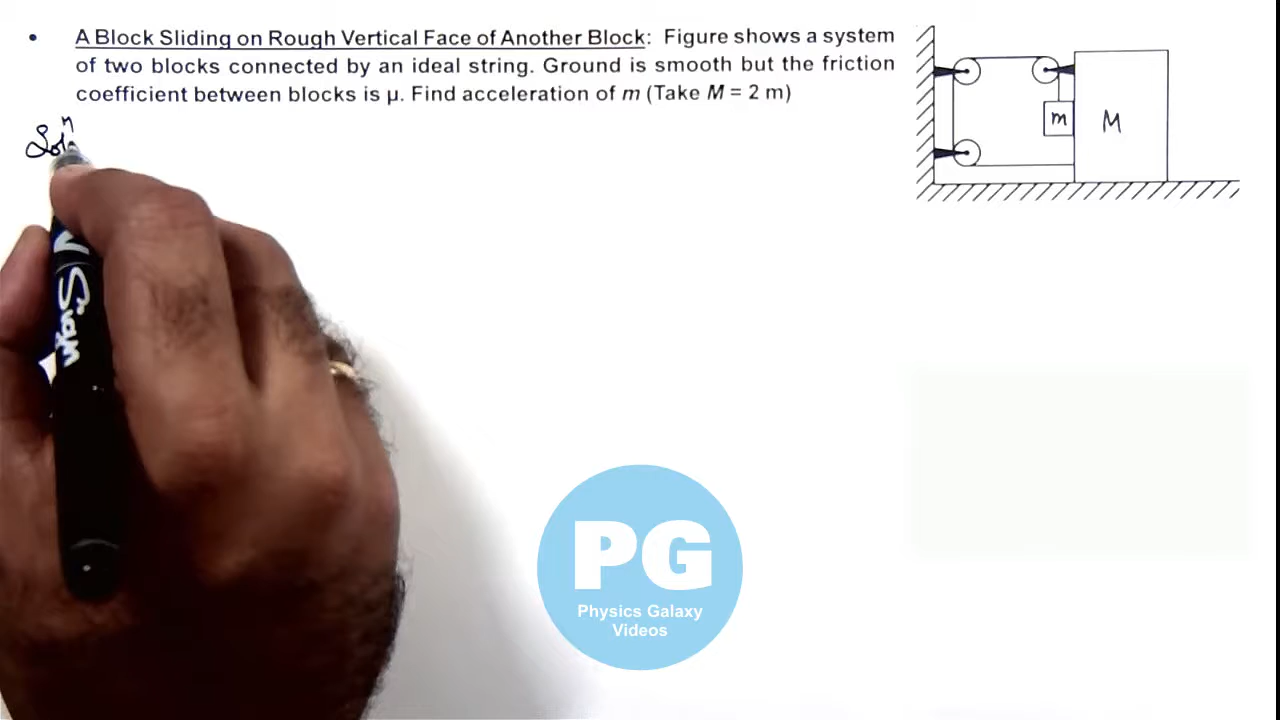 • A Block Sliding on Rough Vertical Face of Another Block: Figure shows a system
of two blocks connected by an ideal string. Ground is smooth but the friction
coefficient between blocks is μ. Find acceleration of m (Take M = 2 m)
Solⁿ
m
M
Sign
PG
Physics Galaxy
Videos